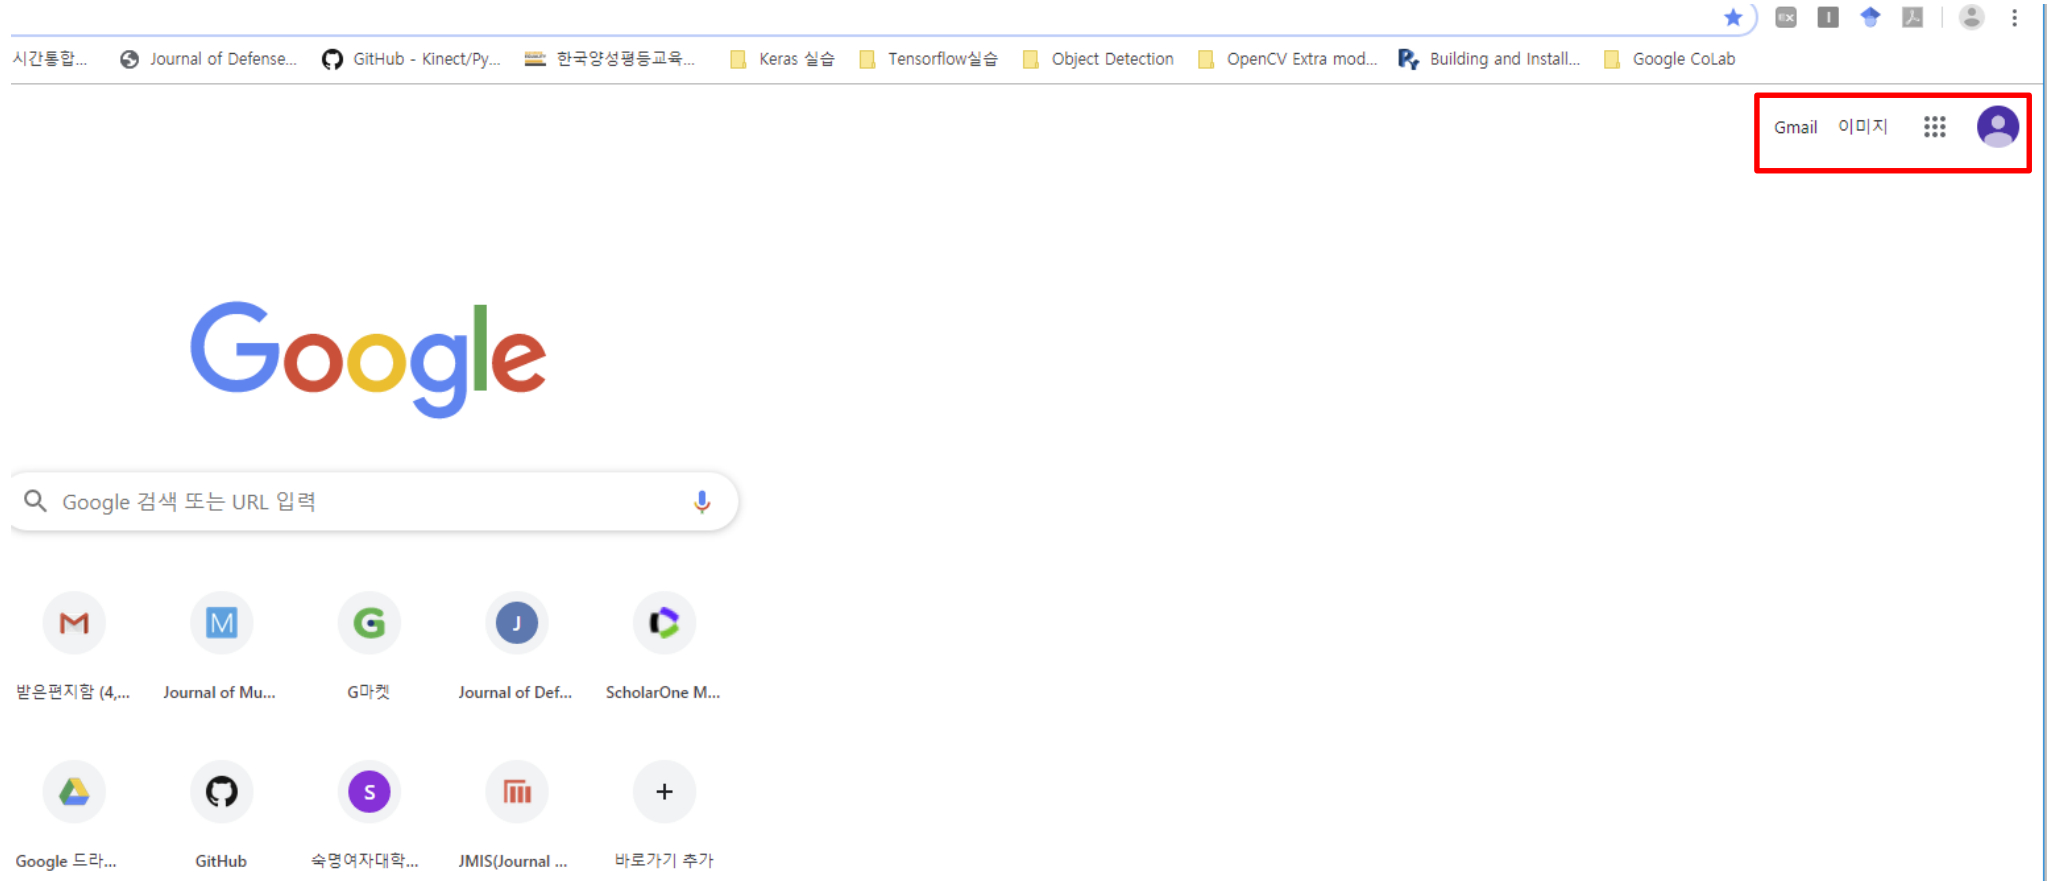 EX I
시간통합... Journal of Defense... GitHub - Kinect/Py... 한국양성평등교육... Keras 실습 Tensorflow실습 Object Detection OpenCV Extra mod... Building and Install... Google CoLab
Gmail 이미지
Google
Google 검색 또는 URL 입력
M M G J
받은편지함 (4,... Journal of Mu... G마켓 Journal of Def... ScholarOne M...
S
Google 드라... GitHub 숙명여자대학... JMIS(Journal ... 바로가기 추가